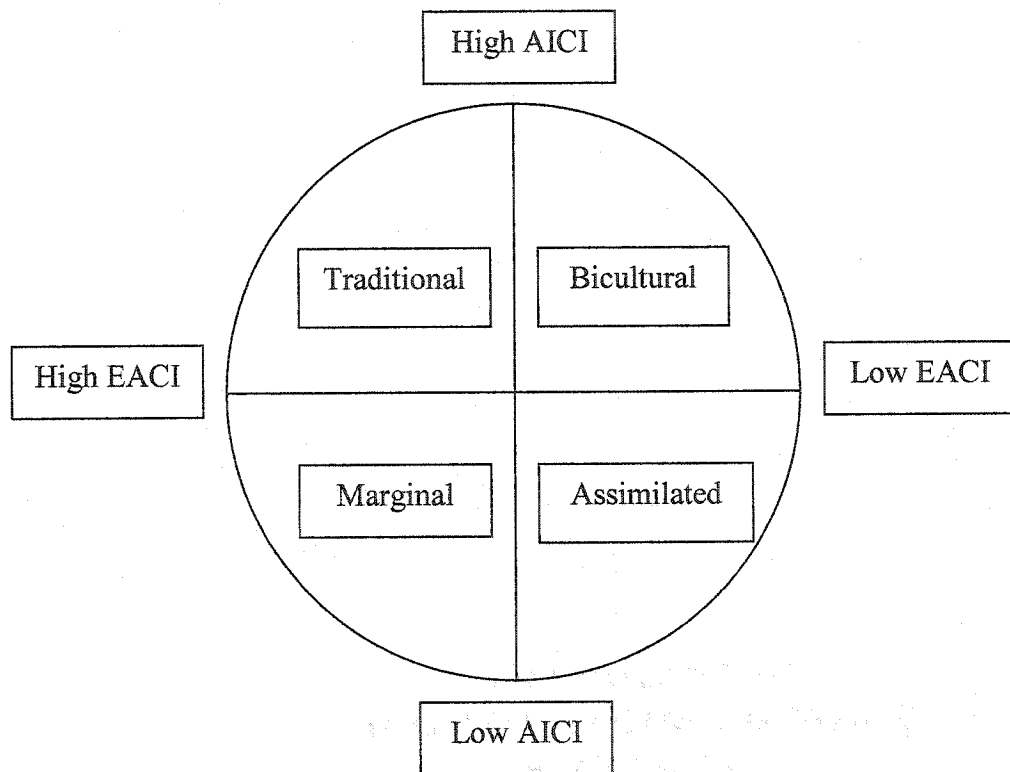 High AICI
Traditional
Bicultural
High EACI
Low EACI
Marginal
Assimilated
Low AICI